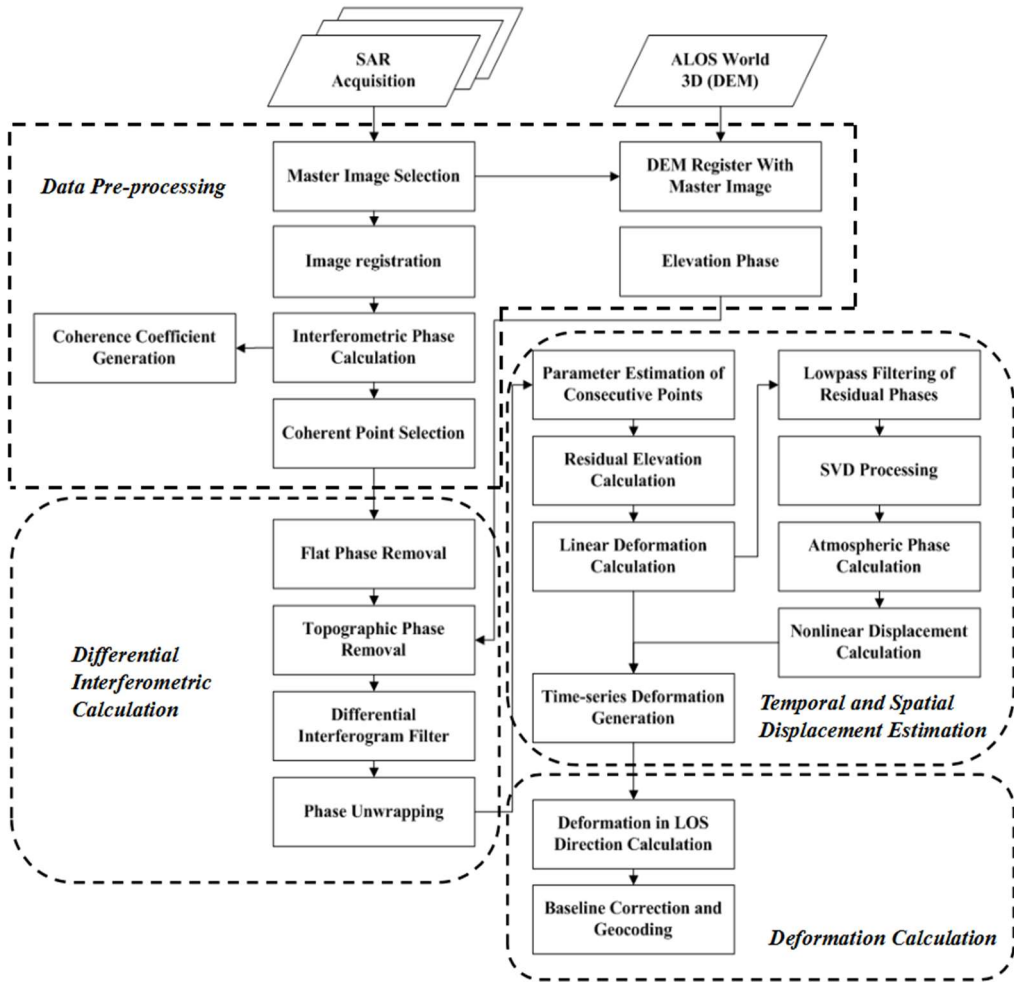 SAR
Acquisition
ALOS World
3D (DEM)
Data Pre-processing
Master Image Selection
DEM Register With
Master Image
Image registration
Elevation Phase
Coherence Coefficient
Generation
Interferometric Phase
Calculation
Coherent Point Selection
Differential
Interferometric
Calculation
Flat Phase Removal
Topographic Phase
Removal
Differential
Interferogram Filter
Phase Unwrapping
Parameter Estimation of
Consecutive Points
Residual Elevation
Calculation
Linear Deformation
Calculation
Lowpass Filtering of
Residual Phases
SVD Processing
Atmospheric Phase
Calculation
Nonlinear Displacement
Calculation
Time-series Deformation
Generation
Temporal and Spatial
Displacement Estimation
Deformation in LOS
Direction Calculation
Baseline Correction and
Geocoding
Deformation Calculation